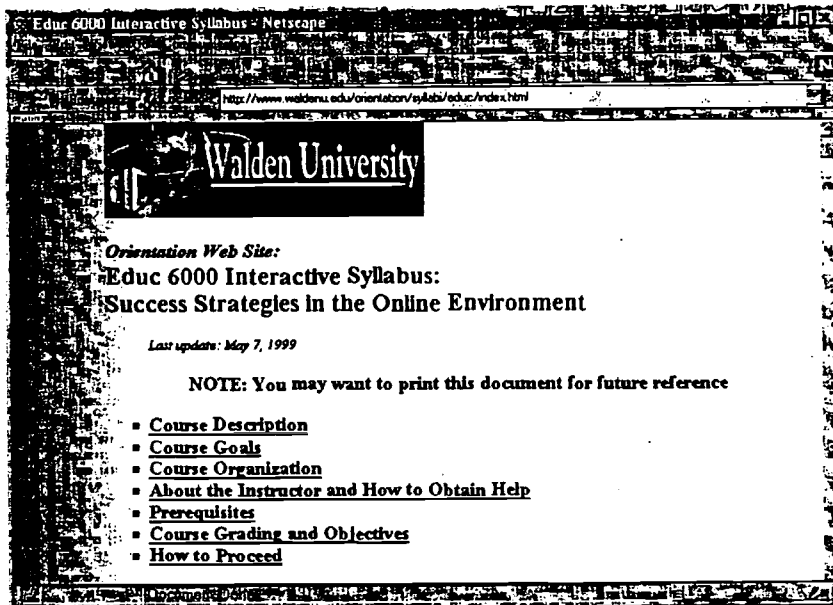 Educ 6000 Interactive Syllabus - Netscape
http://www.waldenu.edu/orientation/syllabi/educ/index.html
Walden University
Orientation Web Site:
Educ 6000 Interactive Syllabus:
Success Strategies in the Online Environment
Last update: May 7, 1999
NOTE: You may want to print this document for future reference
Course Description
Course Goals
Course Organization
About the Instructor and How to Obtain Help
Prerequisites
Course Grading and Objectives
How to Proceed
Document: Done